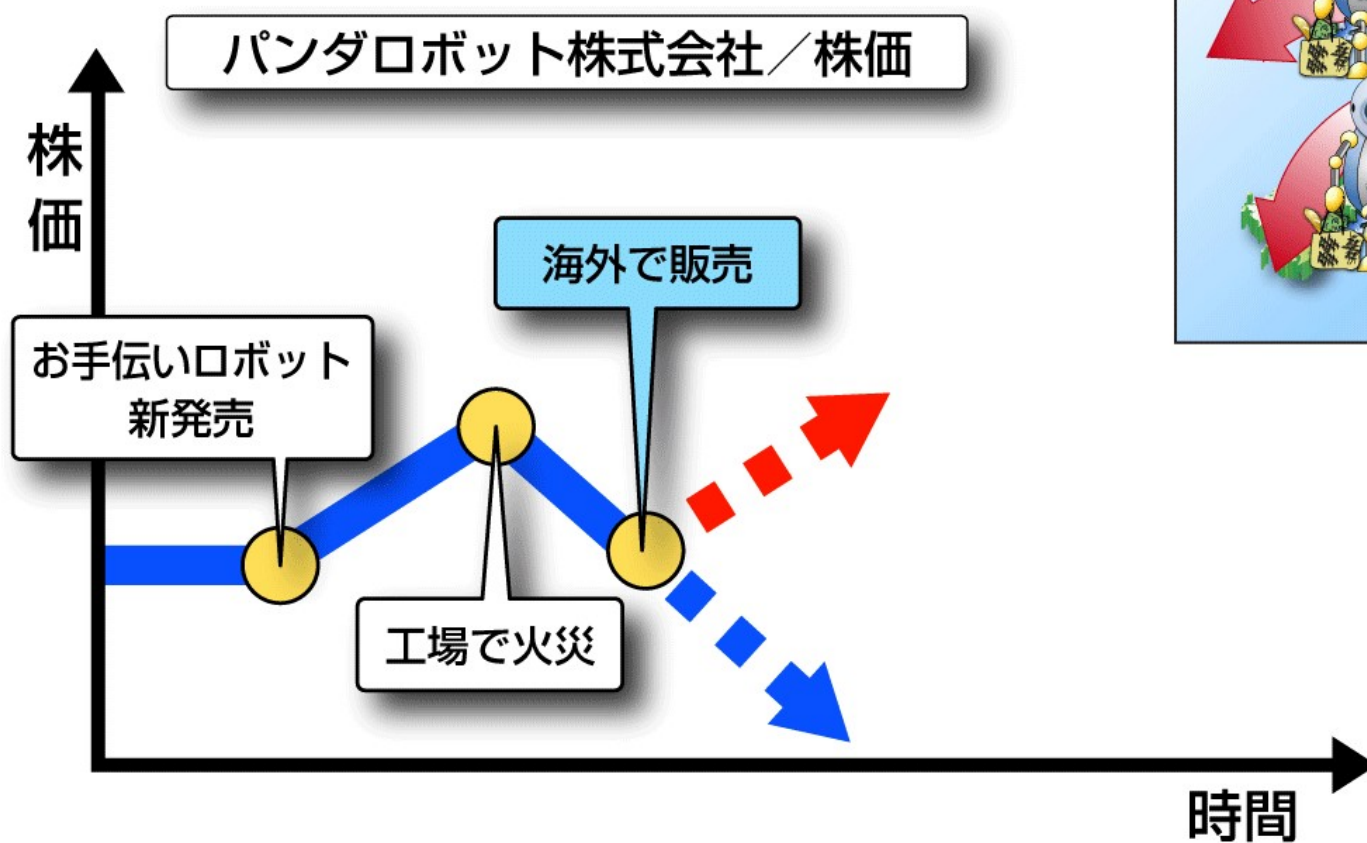 パンダロボット株式会社／株価
株価
海外で販売
お手伝いロボット
新発売
工場で火災
時間